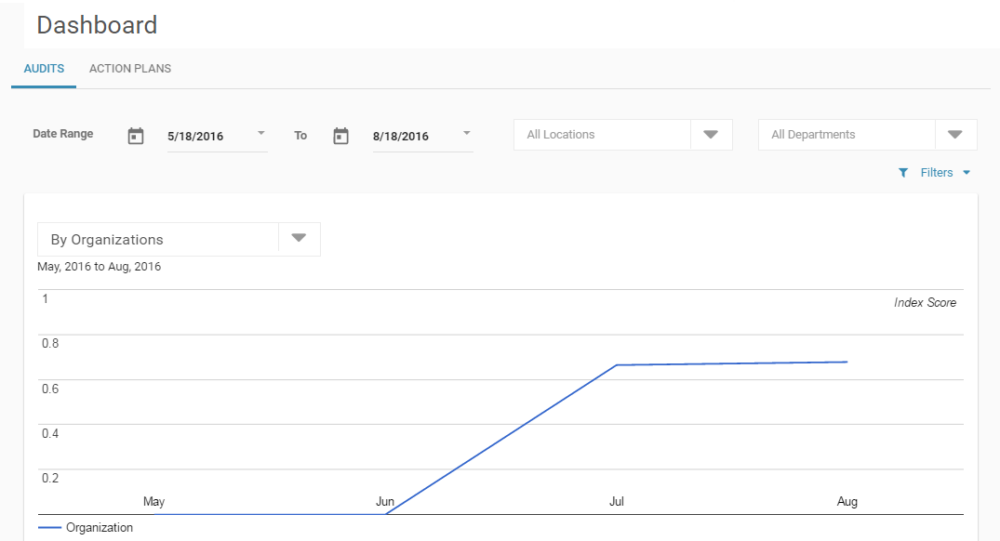 Dashboard
AUDITS ACTION PLANS
Date Range 5/18/2016 To 8/18/2016 All Locations All Departments
Filters
By Organizations
May, 2016 to Aug, 2016
1
Index Score
0.8
0.6
0.4
0.2
May Jun Jul Aug
Organization